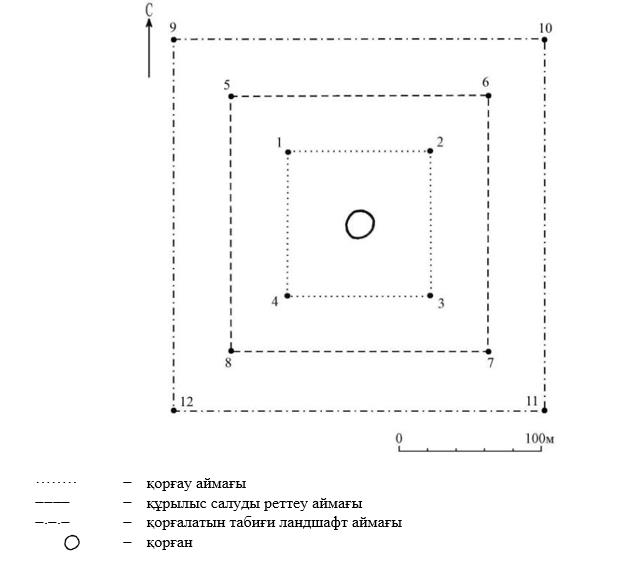 С
9 10
5 6
1 2
4 3
8 7
12 11
0 100м
– қорғау аймағы
– құрылыс салуды реттеу аймағы
– қорғалатын табиғи ландшафт аймағы
– қорған